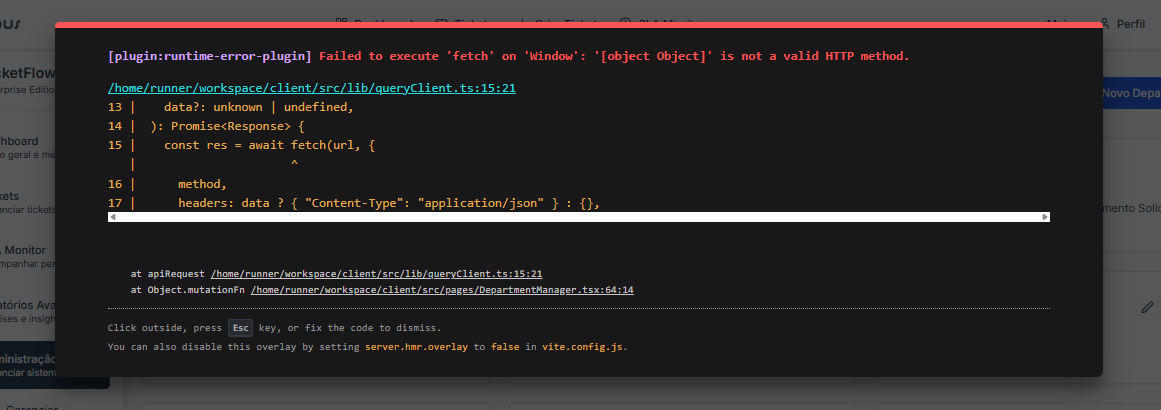 Perfil
[plugin:runtime-error-plugin] Failed to execute 'fetch' on 'Window': '[object Object]' is not a valid HTTP method.
cketFlow
rprise Edition
/home/runner/workspace/client/src/lib/queryClient.ts:15:21
Novo Depa
13 | data?: unknown | undefined,
14 | ): Promise<Response> {
15 | const res = await fetch(url, {
| ^
16 | method,
17 | headers: data ? { "Content-Type": "application/json" } : {},
hboard
o geral e mé
kets
enciar tickets
mento Solic
A Monitor
mpanhar per
at apiRequest /home/runner/workspace/client/src/lib/queryClient.ts:15:21
at Object.mutationFn /home/runner/workspace/client/src/pages/DepartmentManager.tsx:64:14
atórios Ava
ises e insigh
Click outside, press Esc key, or fix the code to dismiss.
You can also disable this overlay by setting server.hmr.overlay to false in vite.config.js.
ministração
enciar sistem